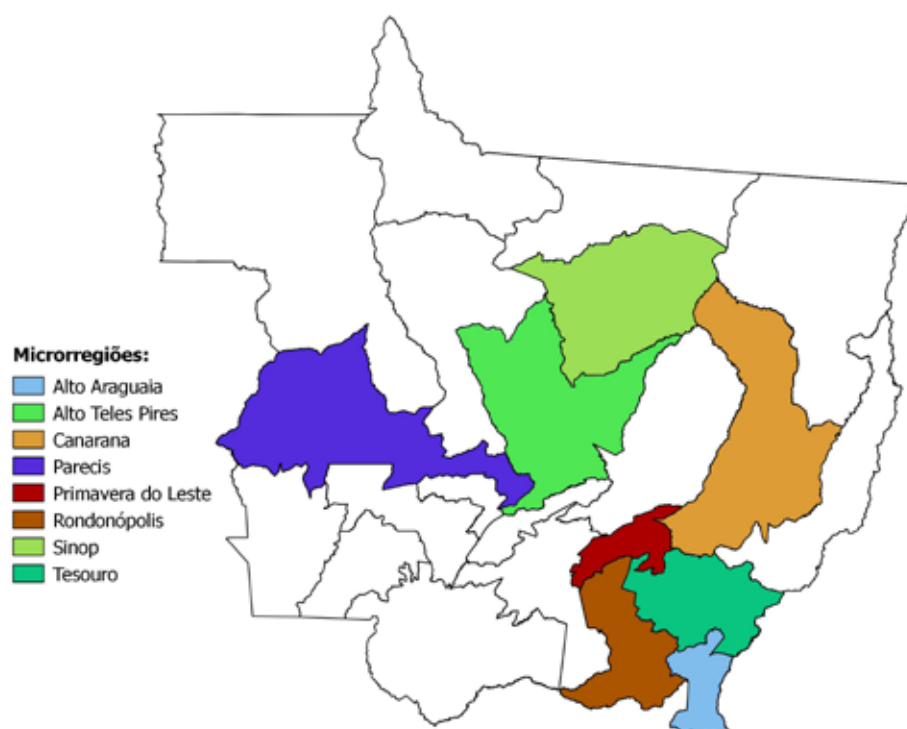 Microrregiões:
Alto Araguaia
Alto Teles Pires
Canarana
Parecis
Primavera do Leste
Rondonópolis
Sinop
Tesouro